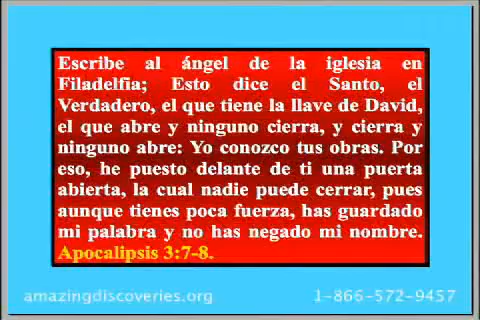 Escribe al ángel de la iglesia en
Filadelfia; Esto dice el Santo, el
Verdadero, el que tiene la llave de David,
el que abre y ninguno cierra, y cierra y
ninguno abre: Yo conozco tus obras. Por
eso, he puesto delante de ti una puerta
abierta, la cual nadie puede cerrar, pues
aunque tienes poca fuerza, has guardado
mi palabra y no has negado mi nombre.
Apocalipsis 3:7-8.
amazingdiscoveries.org 1-866-572-9457